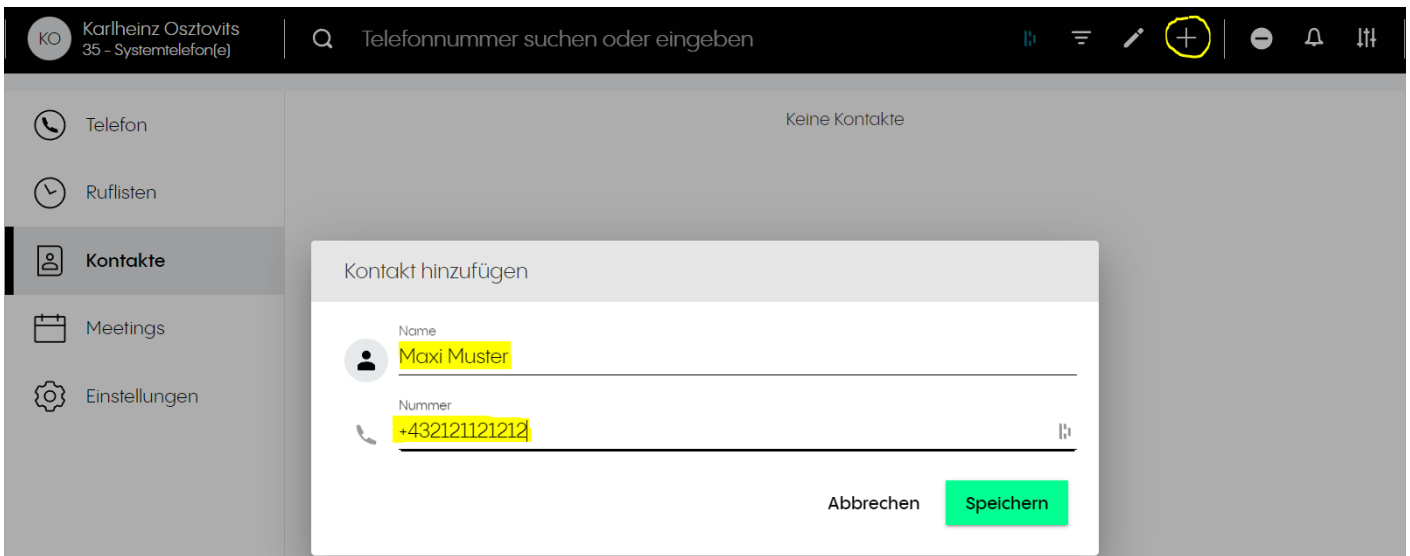 KO
Karlheinz Osztovits
35 - Systemtelefon(e)
Telefonnummer suchen oder eingeben
Telefon
Keine Kontakte
Ruflisten
Kontakte
Meetings
Einstellungen
Kontakt hinzufügen
Name
Maxi Muster
Nummer
+432121121212
Abbrechen
Speichern